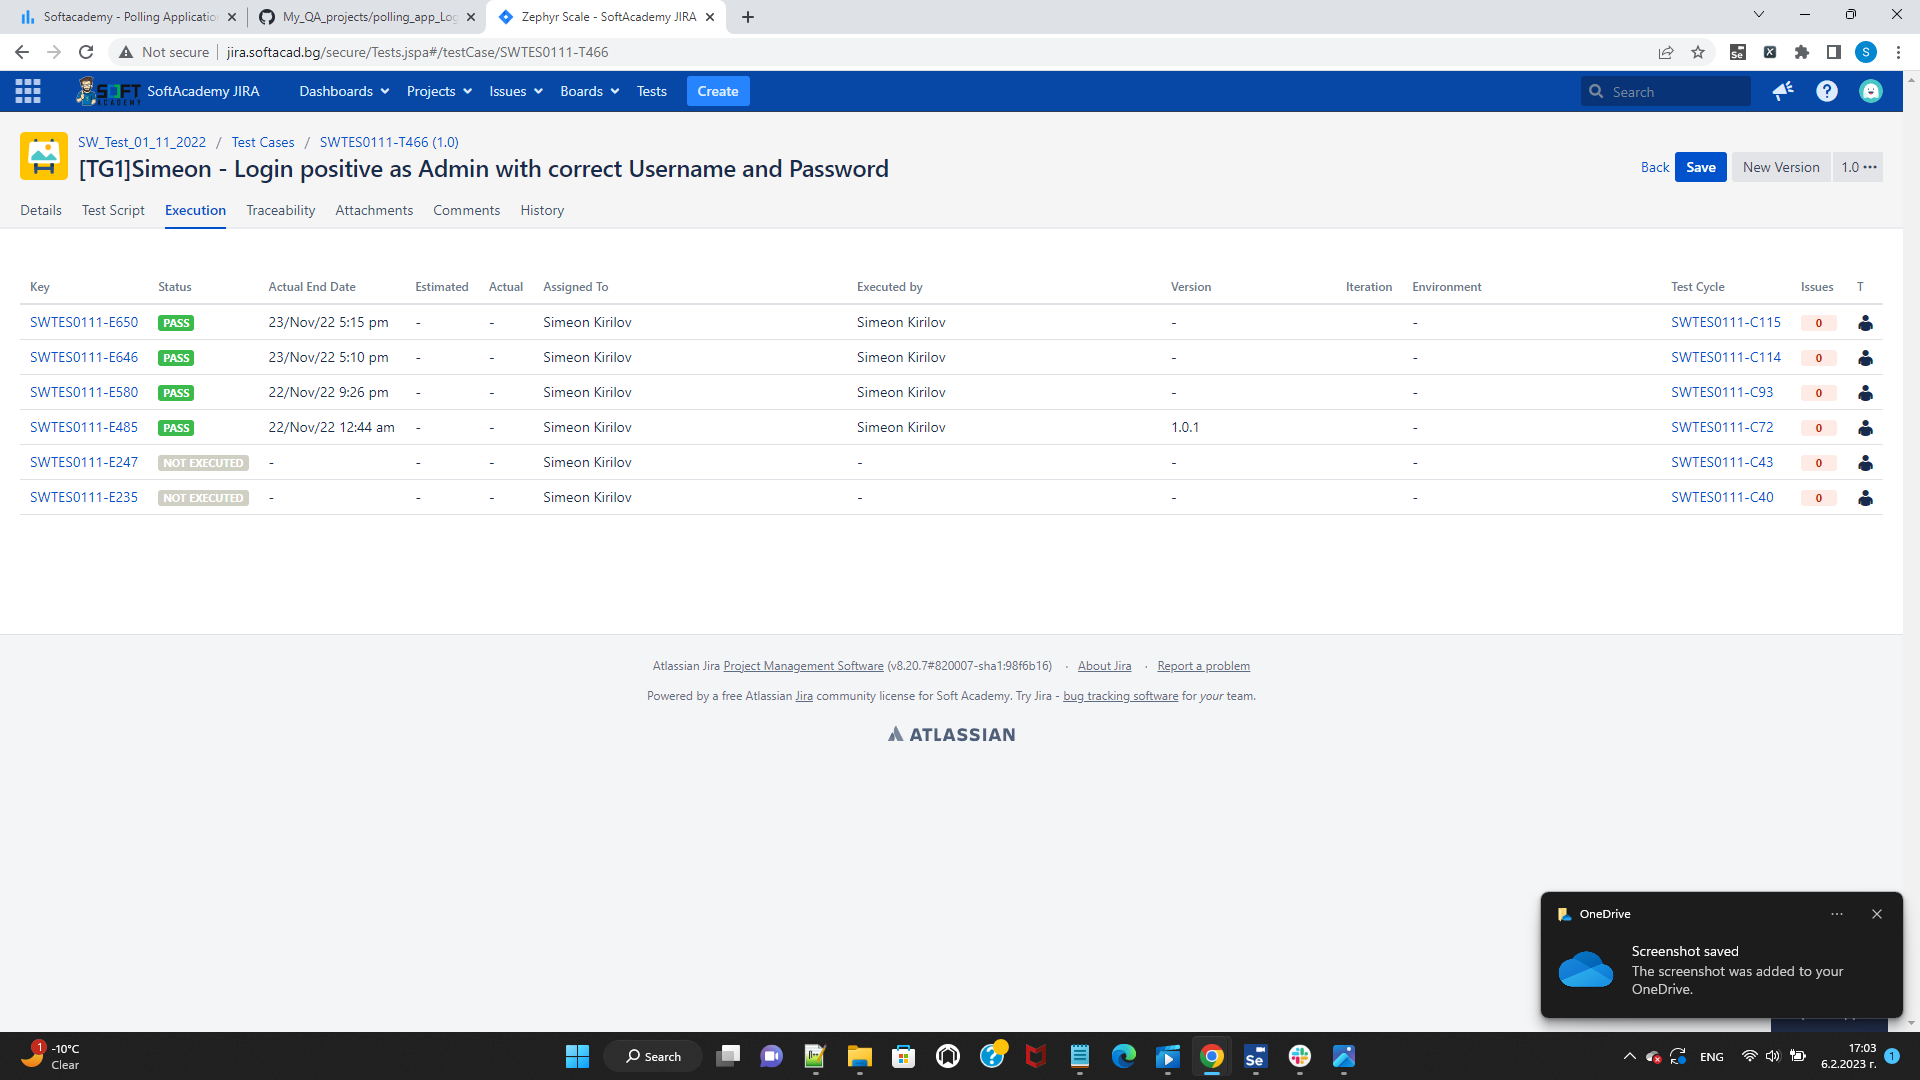 Softacademy - Polling Applicatio
My_QA_projects/polling_app_Log
Zephyr Scale - SoftAcademy JIRA
Not secure jira.softacad.bg/secure/Tests.jspa#/testCase/SWTES0111-T466
Se X S
SOFT ACADEMY SoftAcademy JIRA Dashboards Projects Issues Boards Tests Create Search
SW_Test_01_11_2022 / Test Cases / SWTES0111-T466 (1.0)
[TG1]Simeon - Login positive as Admin with correct Username and Password
Back Save New Version 1.0 •••
Details Test Script Execution Traceability Attachments Comments History
Key Status Actual End Date Estimated Actual Assigned To Executed by Version Iteration Environment Test Cycle Issues T
SWTES0111-E650 PASS 23/Nov/22 5:15 pm - - Simeon Kirilov Simeon Kirilov - - SWTES0111-C115 0
SWTES0111-E646 PASS 23/Nov/22 5:10 pm - - Simeon Kirilov Simeon Kirilov - - SWTES0111-C114 0
SWTES0111-E580 PASS 22/Nov/22 9:26 pm - - Simeon Kirilov Simeon Kirilov - - SWTES0111-C93 0
SWTES0111-E485 PASS 22/Nov/22 12:44 am - - Simeon Kirilov Simeon Kirilov 1.0.1 - SWTES0111-C72 0
SWTES0111-E247 NOT EXECUTED - - - Simeon Kirilov - - - SWTES0111-C43 0
SWTES0111-E235 NOT EXECUTED - - - Simeon Kirilov - - - SWTES0111-C40 0
Atlassian Jira Project Management Software (v8.20.7#820007-sha1:98f6b16) · About Jira · Report a problem
Powered by a free Atlassian Jira community license for Soft Academy. Try Jira - bug tracking software for your team.
ATLASSIAN
OneDrive
Screenshot saved
The screenshot was added to your
OneDrive.
1 -10°C
Clear
Search
Se
ENG
17:03
6.2.2023 г.
1